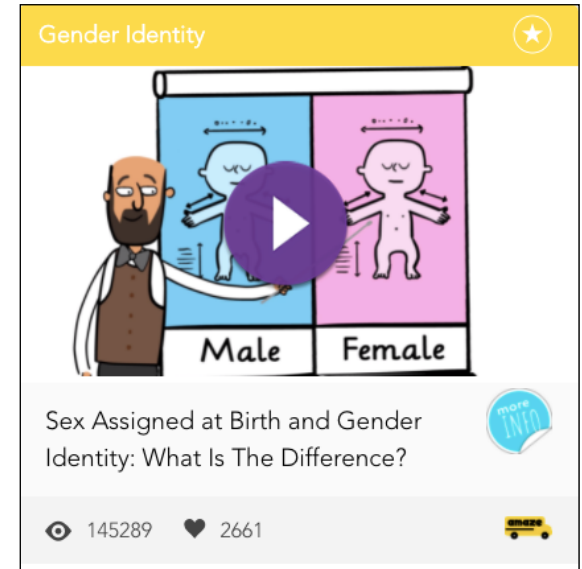 Gender Identity
Male Female
Sex Assigned at Birth and Gender
Identity: What Is The Difference?
more
INFO
145289 2661
amaze